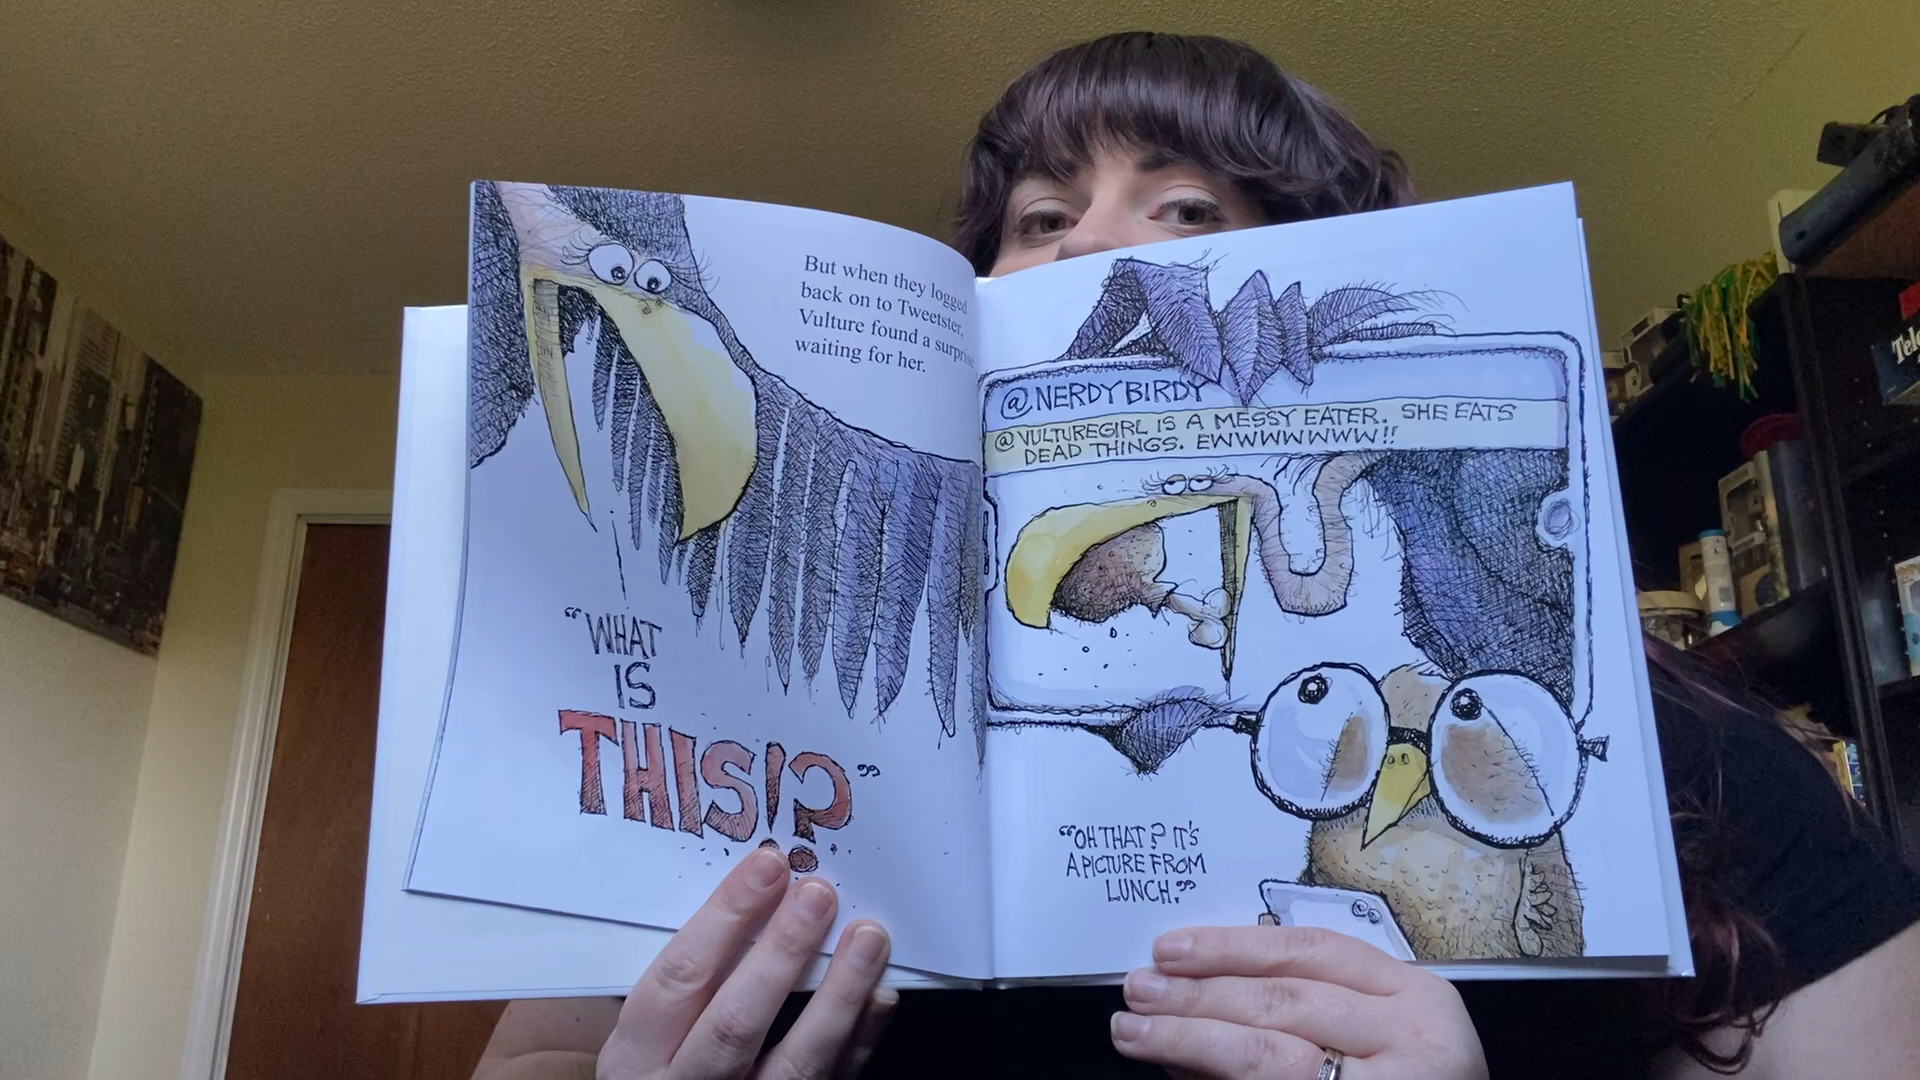 But when they logged
back on to Tweetster,
Vulture found a surprise
waiting for her.
“WHAT
IS
THIS!?”
@NERDYBIRDY
@VULTUREGIRL IS A MESSY EATER. SHE EATS
DEAD THINGS. EWWWWWWW!!
“OH THAT? IT'S
A PICTURE FROM
LUNCH.”